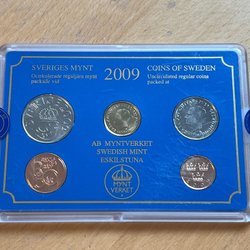 SVERIGES MYNT
Ocirkulerade reguljära mynt
packade vid
2009
COINS OF SWEDEN
Uncirculated regular coins
packed at
AB MYNTVERKET
SWEDISH MINT
ESKILSTUNA
MYNT
VERKET